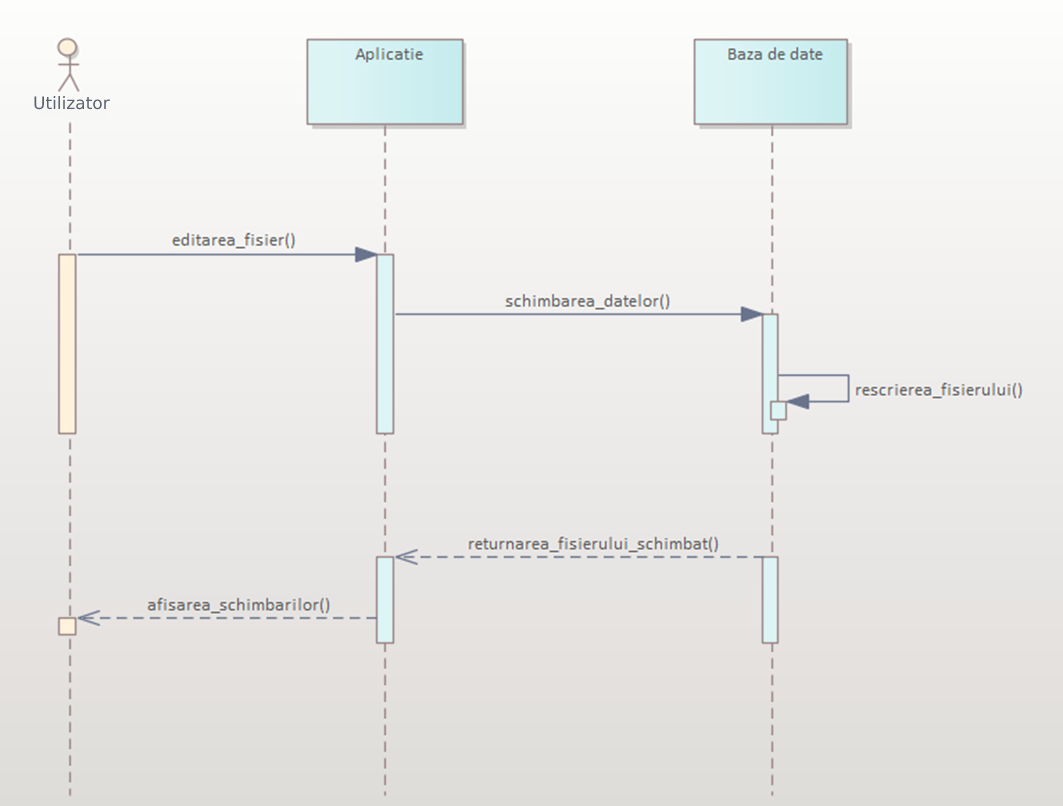 Utilizator
Aplicatie
Baza de date
editarea_fisier()
schimbarea_datelor()
rescrierea_fisierului()
returnarea_fisierului_schimbat()
afisarea_schimbarilor()